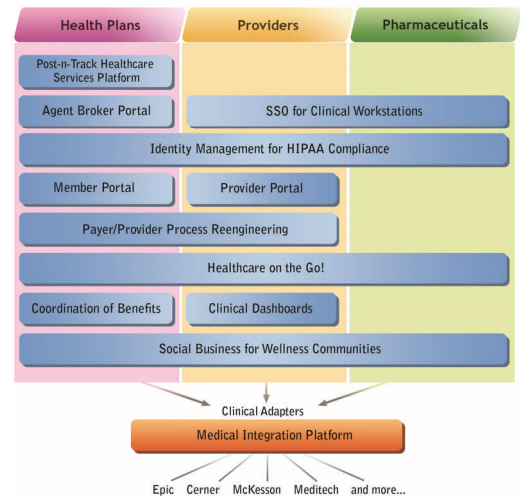 Health Plans
Providers
Pharmaceuticals
Post-n-Track Healthcare
Services Platform
Agent Broker Portal
SSO for Clinical Workstations
Identity Management for HIPAA Compliance
Member Portal
Provider Portal
Payer/Provider Process Reengineering
Healthcare on the Go!
Coordination of Benefits
Clinical Dashboards
Social Business for Wellness Communities
Clinical Adapters
Medical Integration Platform
Epic
Cerner
McKesson
Meditech
and more...